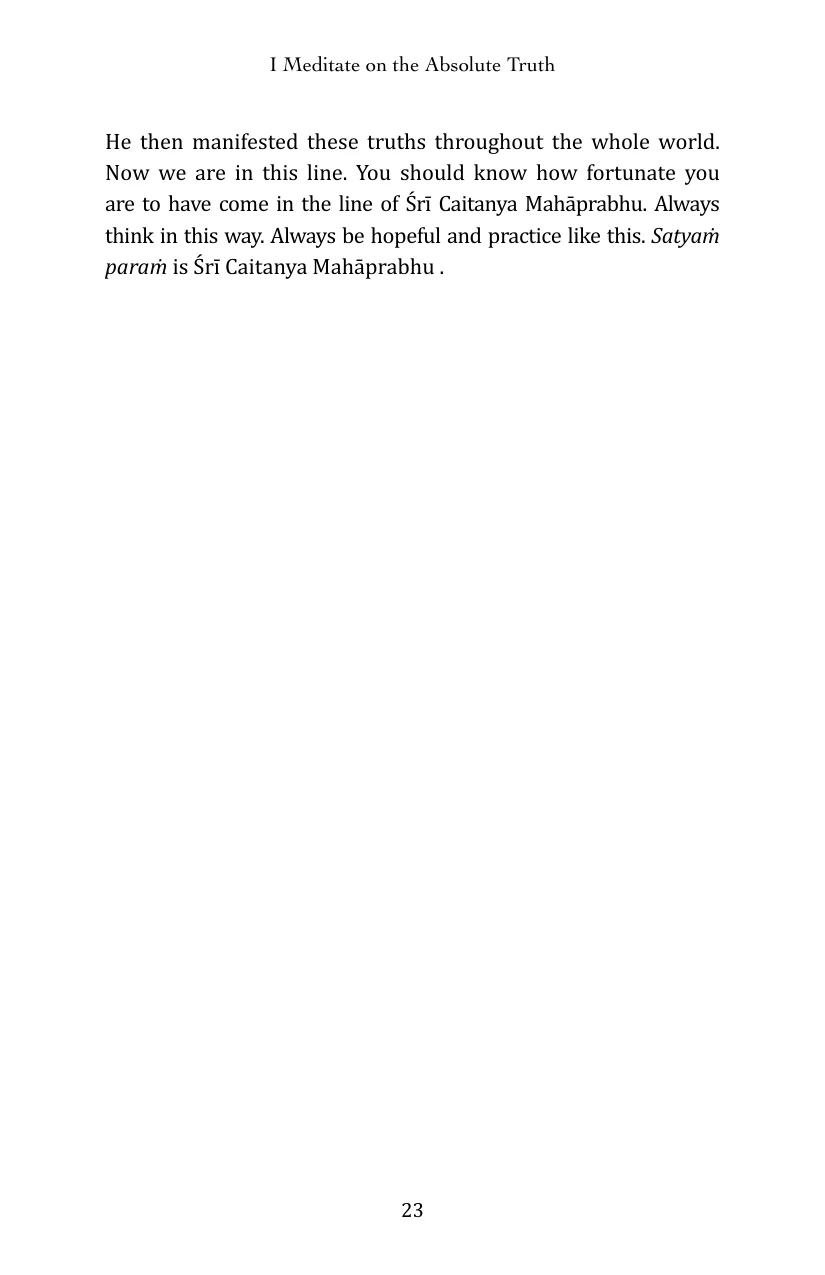 I Meditate on the Absolute Truth
He then manifested these truths throughout the whole world.
Now we are in this line. You should know how fortunate you
are to have come in the line of Śrī Caitanya Mahāprabhu. Always
think in this way. Always be hopeful and practice like this. Satyaṁ
paraṁ is Śrī Caitanya Mahāprabhu .
23